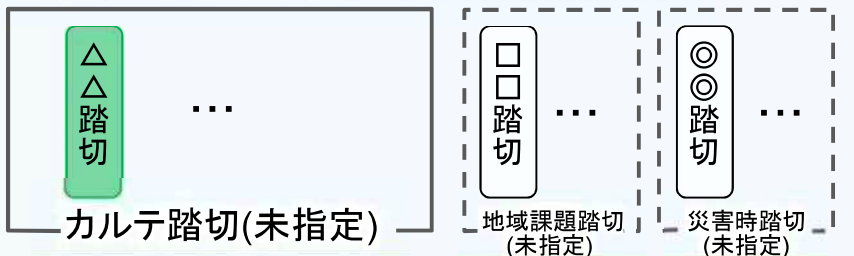 △△踏切
…
カルテ踏切(未指定)
□□踏切
…
地域課題踏切
(未指定)
◎◎踏切
…
災害時踏切
(未指定)